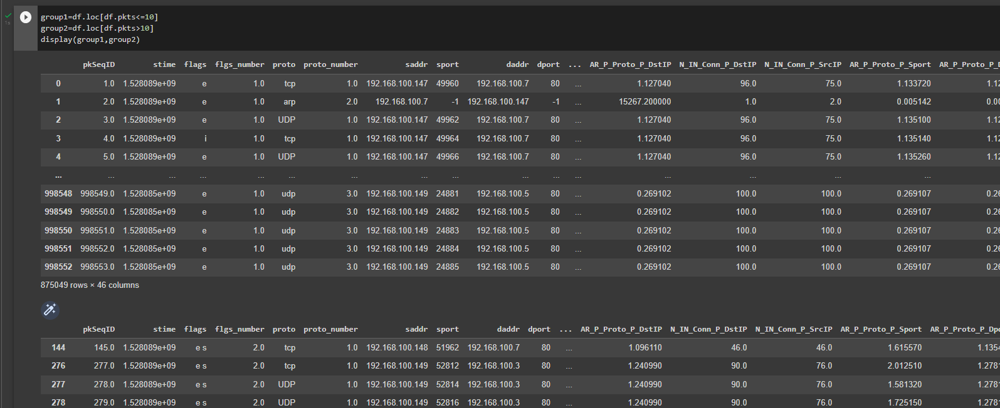 group1=df.loc[df.pkts<=10]
1s
group2=df.loc[df.pkts>10]
display(group1,group2)
pkSeqID stime flags flgs_number proto proto_number saddr sport daddr dport ... AR_P_Proto_P_DstIP N_IN_Conn_P_DstIP N_IN_Conn_P_SrcIP AR_P_Proto_P_Sport AR_P_Proto_P_D
0 1.0 1.528089e+09 e 1.0 tcp 1.0 192.168.100.147 49960 192.168.100.7 80 ... 1.127040 96.0 75.0 1.133720 1.12
1 2.0 1.528089e+09 e 1.0 arp 2.0 192.168.100.7 -1 192.168.100.147 -1 ... 15267.200000 1.0 2.0 0.005142 0.00
2 3.0 1.528089e+09 e 1.0 UDP 1.0 192.168.100.147 49962 192.168.100.7 80 ... 1.127040 96.0 75.0 1.135100 1.12
3 4.0 1.528089e+09 i 1.0 tcp 1.0 192.168.100.147 49964 192.168.100.7 80 ... 1.127040 96.0 75.0 1.135140 1.12
4 5.0 1.528089e+09 e 1.0 UDP 1.0 192.168.100.147 49966 192.168.100.7 80 ... 1.127040 96.0 75.0 1.135260 1.12
... ... ... ... ... ... ... ... ... ... ... ... ... ... ...
998548 998549.0 1.528085e+09 e 1.0 udp 3.0 192.168.100.149 24881 192.168.100.5 80 ... 0.269102 100.0 100.0 0.269107 0.26
998549 998550.0 1.528085e+09 e 1.0 udp 3.0 192.168.100.149 24882 192.168.100.5 80 ... 0.269102 100.0 100.0 0.269107 0.26
998550 998551.0 1.528085e+09 e 1.0 udp 3.0 192.168.100.149 24883 192.168.100.5 80 ... 0.269102 100.0 100.0 0.269107 0.26
998551 998552.0 1.528085e+09 e 1.0 udp 3.0 192.168.100.149 24884 192.168.100.5 80 ... 0.269102 100.0 100.0 0.269107 0.26
998552 998553.0 1.528085e+09 e 1.0 udp 3.0 192.168.100.149 24885 192.168.100.5 80 ... 0.269102 100.0 100.0 0.269107 0.26
875049 rows × 46 columns
pkSeqID stime flags flgs_number proto proto_number saddr sport daddr dport ... AR_P_Proto_P_DstIP N_IN_Conn_P_DstIP N_IN_Conn_P_SrcIP AR_P_Proto_P_Sport AR_P_Proto_P_Dpo
144 145.0 1.528089e+09 e s 2.0 tcp 1.0 192.168.100.148 51962 192.168.100.7 80 ... 1.096110 46.0 46.0 1.615570 1.1354
276 277.0 1.528089e+09 e s 2.0 tcp 1.0 192.168.100.149 52812 192.168.100.3 80 ... 1.240990 90.0 76.0 2.012510 1.2781
277 278.0 1.528089e+09 e s 2.0 UDP 1.0 192.168.100.149 52814 192.168.100.3 80 ... 1.240990 90.0 76.0 1.581320 1.2781
278 279.0 1.528089e+09 e s 2.0 UDP 1.0 192.168.100.149 52816 192.168.100.3 80 ... 1.240990 90.0 76.0 1.725150 1.2781